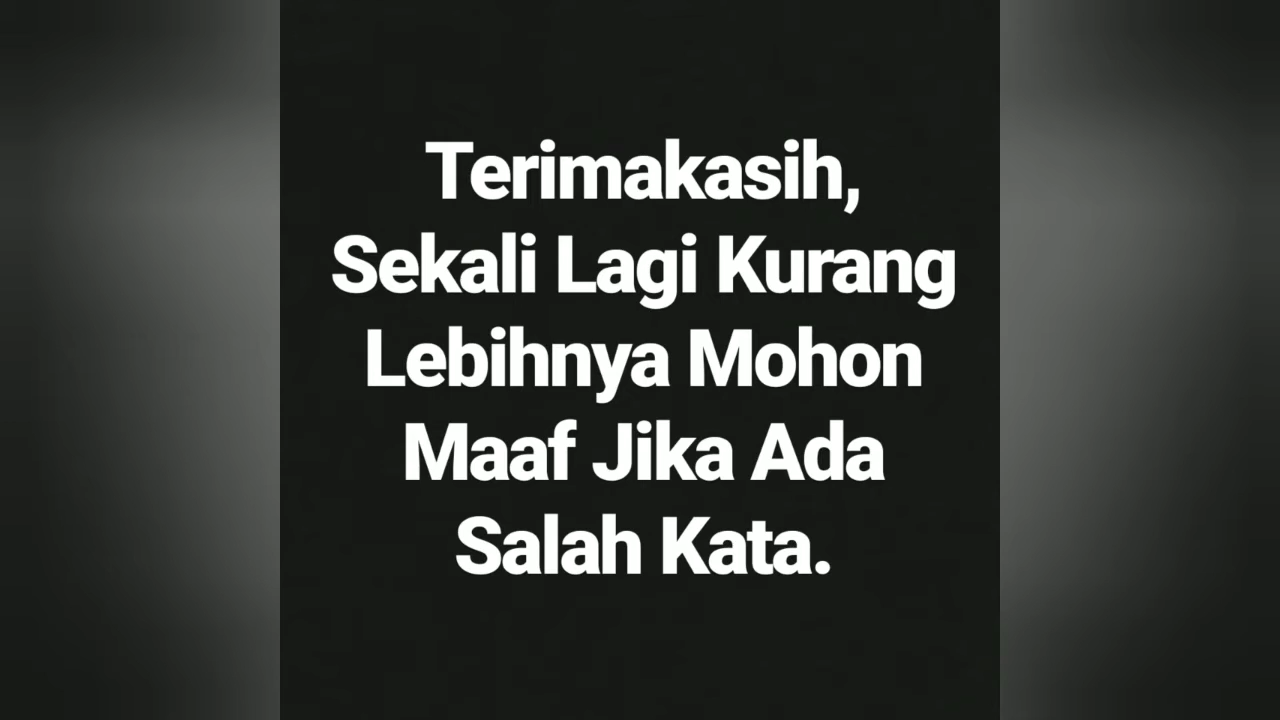 Terimakasih,
Sekali Lagi Kurang
Lebihnya Mohon
Maaf Jika Ada
Salah Kata.